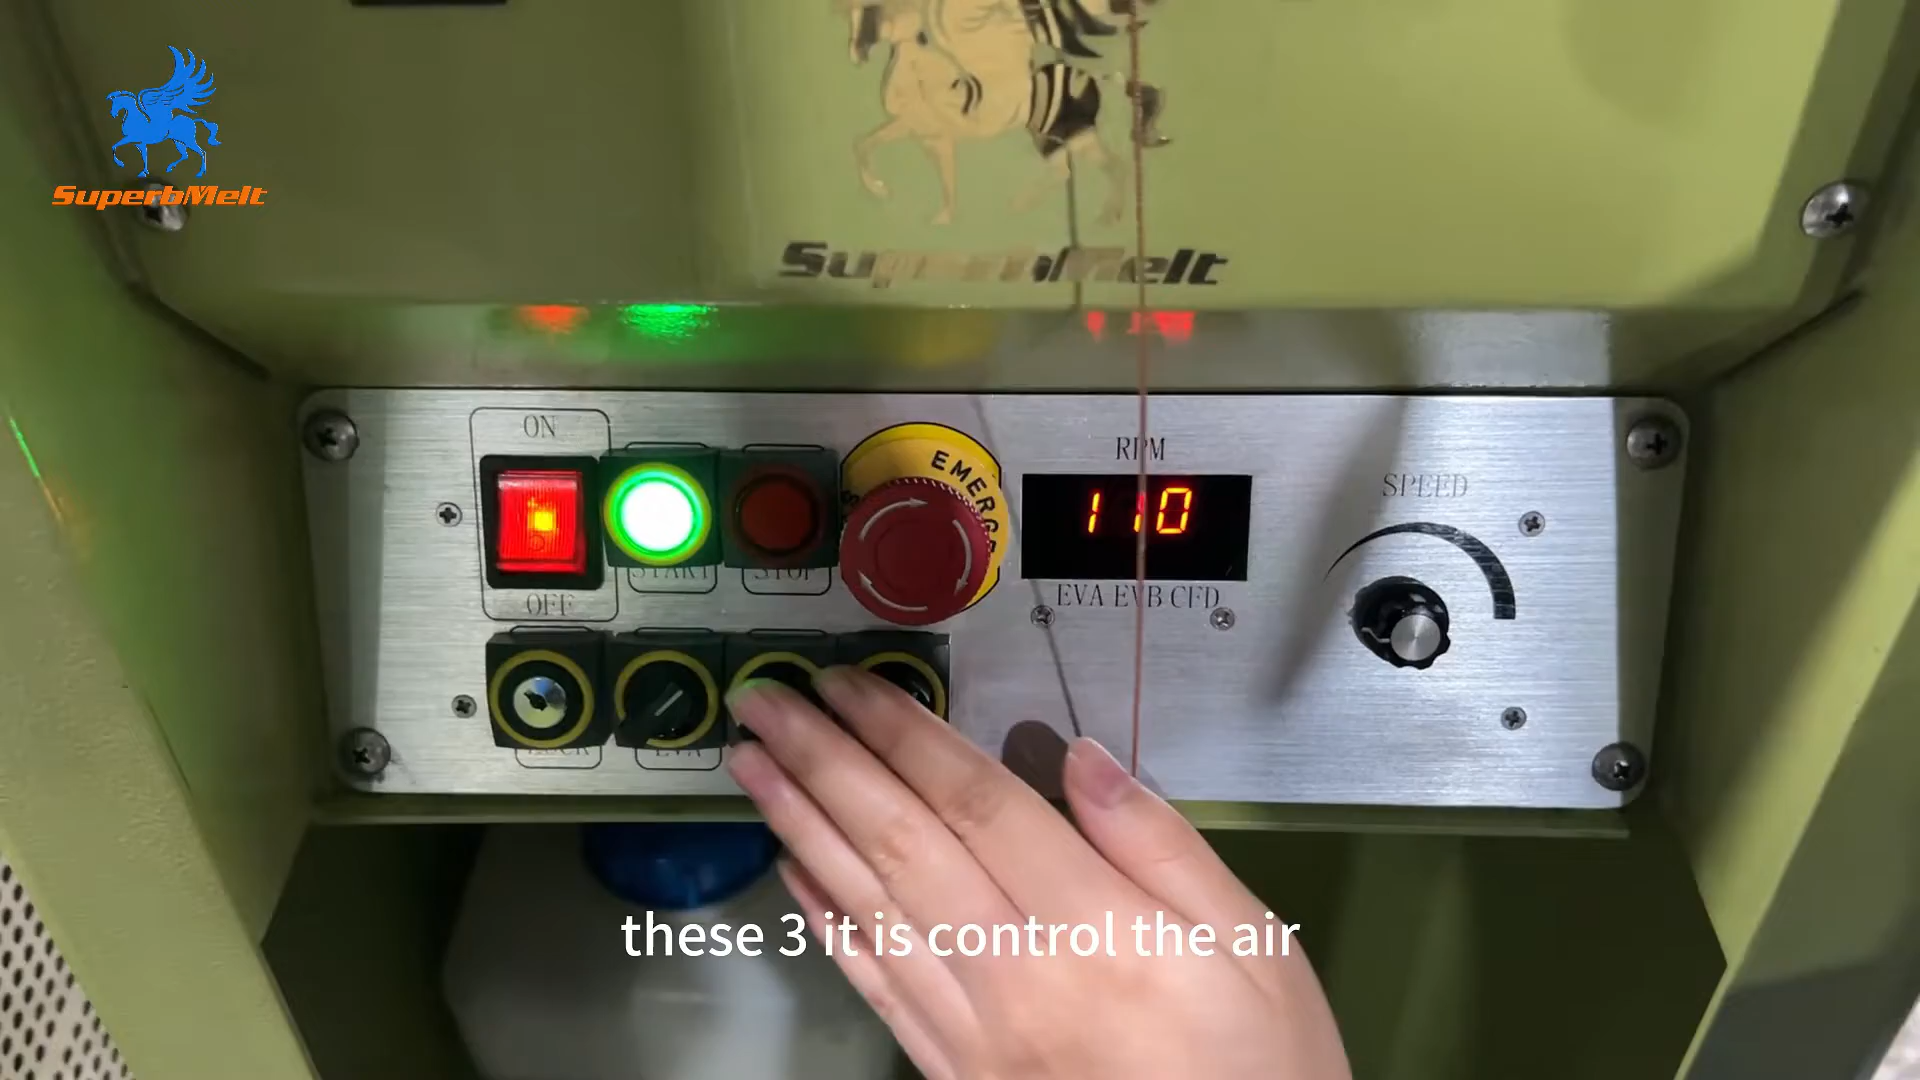 SuperbMelt
SuperbMelt
ON
EMERGE
RPM
110
SPEED
START
STOP
OFF
EVA EVB CFD
LOCK
EVA
these 3 it is control the air